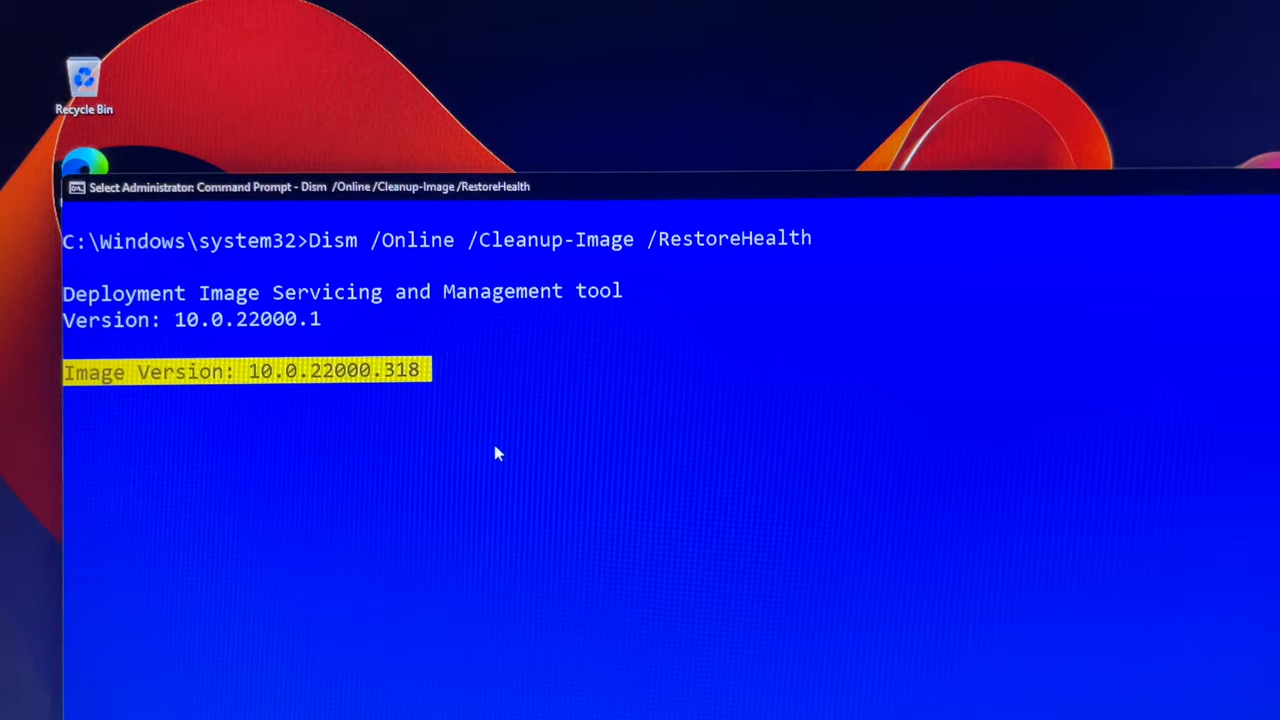 Recycle Bin
Select Administrator: Command Prompt - Dism /Online /Cleanup-Image /RestoreHealth
C:\Windows\system32>Dism /Online /Cleanup-Image /RestoreHealth
Deployment Image Servicing and Management tool
Version: 10.0.22000.1
Image Version: 10.0.22000.318